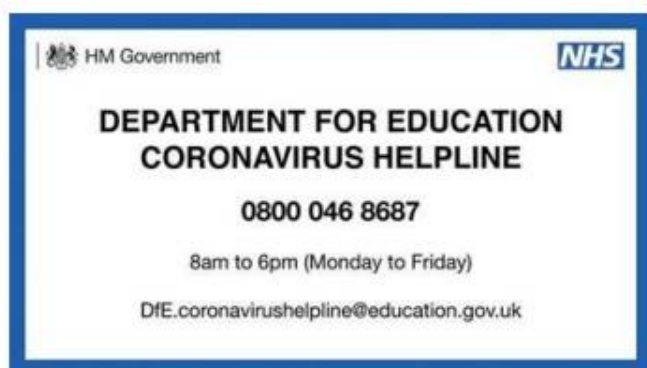 HM Government
NHS
DEPARTMENT FOR EDUCATION
CORONAVIRUS HELPLINE
0800 046 8687
8am to 6pm (Monday to Friday)
DfE.coronavirushelpline@education.gov.uk